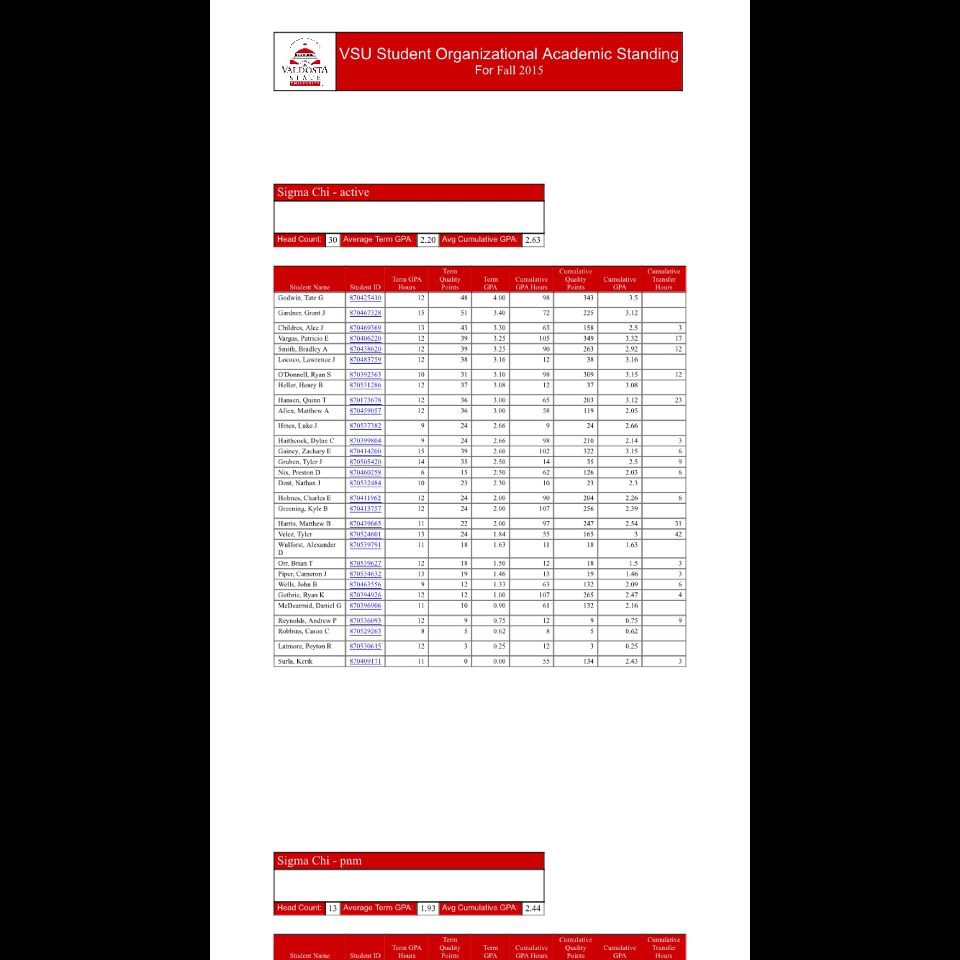 VALDOSTA
STATE
UNIVERSITY
VSU Student Organizational Academic Standing
For Fall 2015
Sigma Chi - active
Head Count: 30 Average Term GPA: 2.20 Avg Cumulative GPA: 2.63
Student Name Student ID Term GPA Hours Term Quality Points Term GPA Cumulative GPA Hours Cumulative Quality Points Cumulative GPA Cumulative Transfer Hours
Godwin, Tate G 870425410 12 48 4.00 98 343 3.5
Gardner, Grant J 870467328 15 51 3.40 72 225 3.12
Childres, Alec J 870469369 13 43 3.30 63 158 2.5 3
Vargas, Patricio E 870406220 12 39 3.25 105 349 3.32 17
Smith, Bradley A 870438620 12 39 3.25 90 263 2.92 12
Lococo, Lawrence J 870483759 12 38 3.16 12 38 3.16
O'Donnell, Ryan S 870392363 10 31 3.10 98 309 3.15 12
Heller, Henry B 870531286 12 37 3.08 12 37 3.08
Hansen, Quinn T 870173678 12 36 3.00 65 203 3.12 23
Allen, Matthew A 870459057 12 36 3.00 58 119 2.05
Hines, Luke J 870537382 9 24 2.66 9 24 2.66
Haithcock, Dylan C 870399804 9 24 2.66 98 210 2.14 3
Gainey, Zachary E 870414200 15 39 2.60 102 322 3.15 6
Gruben, Tyler J 870505420 14 35 2.50 14 35 2.5 9
Nix, Preston D 870460258 6 15 2.50 62 126 2.03 6
Dent, Nathan J 870532484 10 23 2.30 10 23 2.3
Holmes, Charles E 870411962 12 24 2.00 90 204 2.26 6
Greening, Kyle B 870413757 12 24 2.00 107 256 2.39
Harris, Matthew B 870439665 11 22 2.00 97 247 2.54 31
Velez, Tyler 870524601 13 24 1.84 55 165 3 42
Wulforst, Alexander 870539791 11 18 1.63 11 18 1.63
D
Orr, Brian T 870539627 12 18 1.50 12 18 1.5 3
Piper, Cameron J 870534632 13 19 1.46 13 19 1.46 3
Wells, John B 870463556 9 12 1.33 63 132 2.09 6
Guthrie, Ryan K 870394926 12 12 1.00 107 265 2.47 4
McDearmid, Daniel G 870396906 11 10 0.90 61 132 2.16
Reynolds, Andrew P 870536093 12 9 0.75 12 9 0.75 9
Robbins, Cason C 870529263 8 5 0.62 8 5 0.62
Latmore, Peyton R 870530615 12 3 0.25 12 3 0.25
Surla, Kerik 870409171 11 0 0.00 55 134 2.43 3
Sigma Chi - pnm
Head Count: 13 Average Term GPA: 1.93 Avg Cumulative GPA: 2.44
Student Name Student ID Term GPA Hours Term Quality Points Term GPA Cumulative GPA Hours Cumulative Quality Points Cumulative GPA Cumulative Transfer Hours